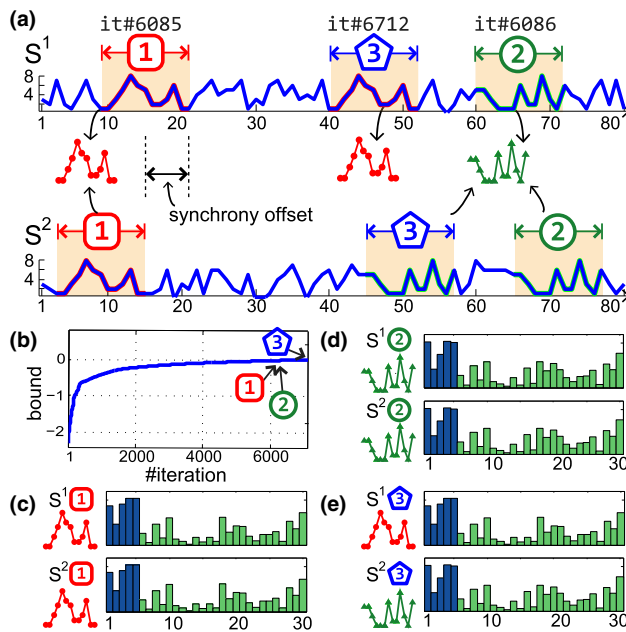 (a) it#6085 it#6712 it#6086
S1 1 3 2
8
4
1 10 20 30 40 50 60 70 80
synchrony offset
S2 1 3 2
8
4
1 10 20 30 40 50 60 70 80
(b) 3
0
−1
−2
bound
1
2
2 2000 4000 6000
#iteration
(c) S1 1
S2 1
1 10 20 30
(d) S1 2
S2 2
1 10 20 30
(e) S1 3
S2 3
1 10 20 30